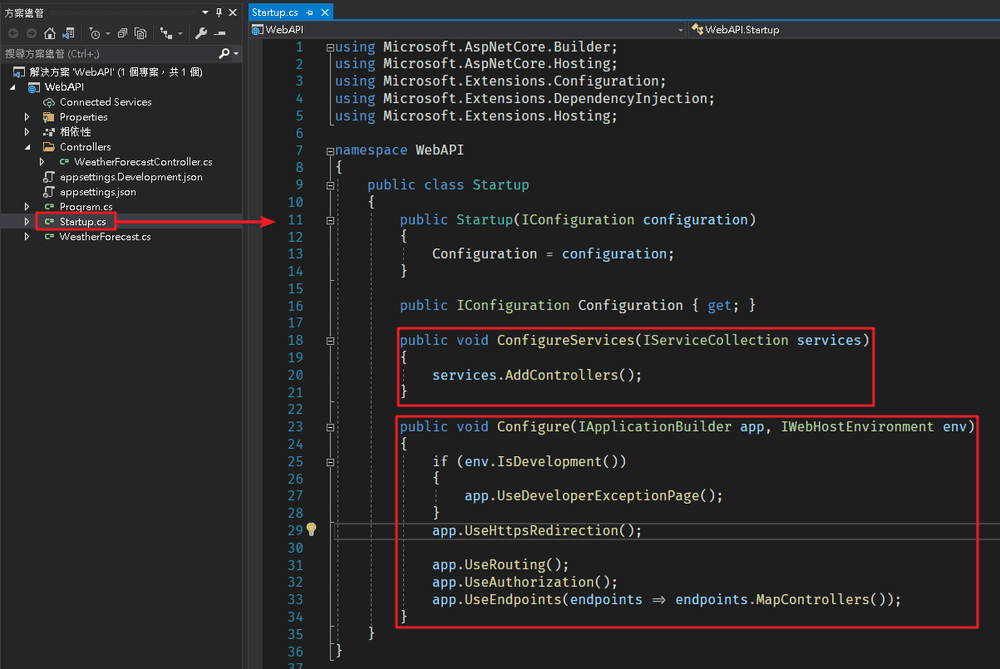 方案總管
搜尋方案總管 (Ctrl+;)
解決方案 'WebAPI' (1 個專案，共 1 個)
WebAPI
Connected Services
Properties
相依性
Controllers
WeatherForecastController.cs
appsettings.Development.json
appsettings.json
Program.cs
Startup.cs
WeatherForecast.cs
Startup.cs
WebAPI
WebAPI.Startup
1 using Microsoft.AspNetCore.Builder;
2 using Microsoft.AspNetCore.Hosting;
3 using Microsoft.Extensions.Configuration;
4 using Microsoft.Extensions.DependencyInjection;
5 using Microsoft.Extensions.Hosting;
6
7 namespace WebAPI
8 {
9 public class Startup
10 {
11 public Startup(IConfiguration configuration)
12 {
13 Configuration = configuration;
14 }
15
16 public IConfiguration Configuration { get; }
17
18 public void ConfigureServices(IServiceCollection services)
19 {
20 services.AddControllers();
21 }
22
23 public void Configure(IApplicationBuilder app, IWebHostEnvironment env)
24 {
25 if (env.IsDevelopment())
26 {
27 app.UseDeveloperExceptionPage();
28 }
29 app.UseHttpsRedirection();
30
31 app.UseRouting();
32 app.UseAuthorization();
33 app.UseEndpoints(endpoints ⇒ endpoints.MapControllers());
34 }
35 }
36 }
37